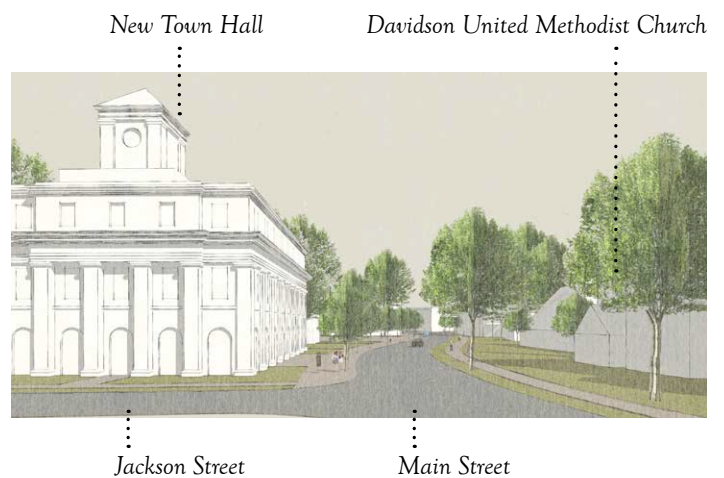 New Town Hall
Davidson United Methodist Church
Jackson Street
Main Street